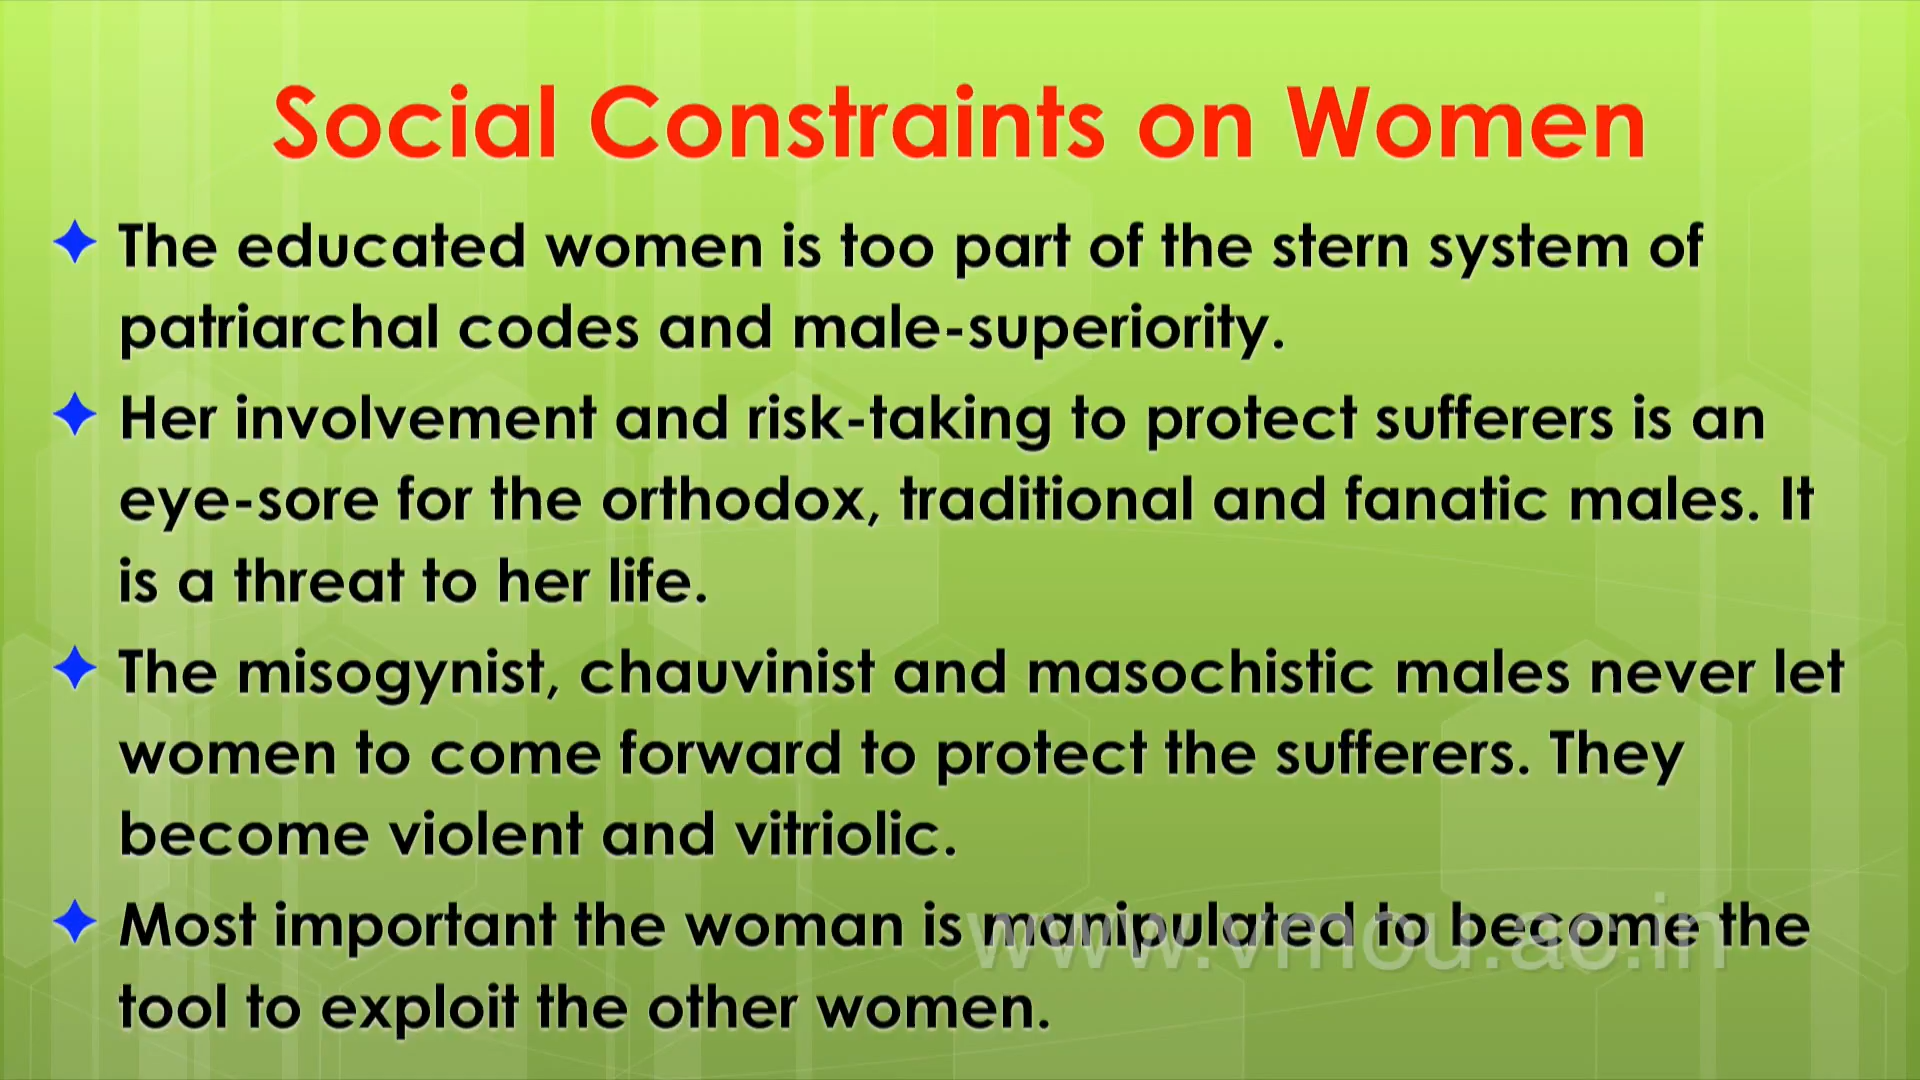 Social Constraints on Women
The educated women is too part of the stern system of
patriarchal codes and male-superiority.
Her involvement and risk-taking to protect sufferers is an
eye-sore for the orthodox, traditional and fanatic males. It
is a threat to her life.
The misogynist, chauvinist and masochistic males never let
women to come forward to protect the sufferers. They
become violent and vitriolic.
Most important the woman is manipulated to become the
www.vmou.ac.in
tool to exploit the other women.